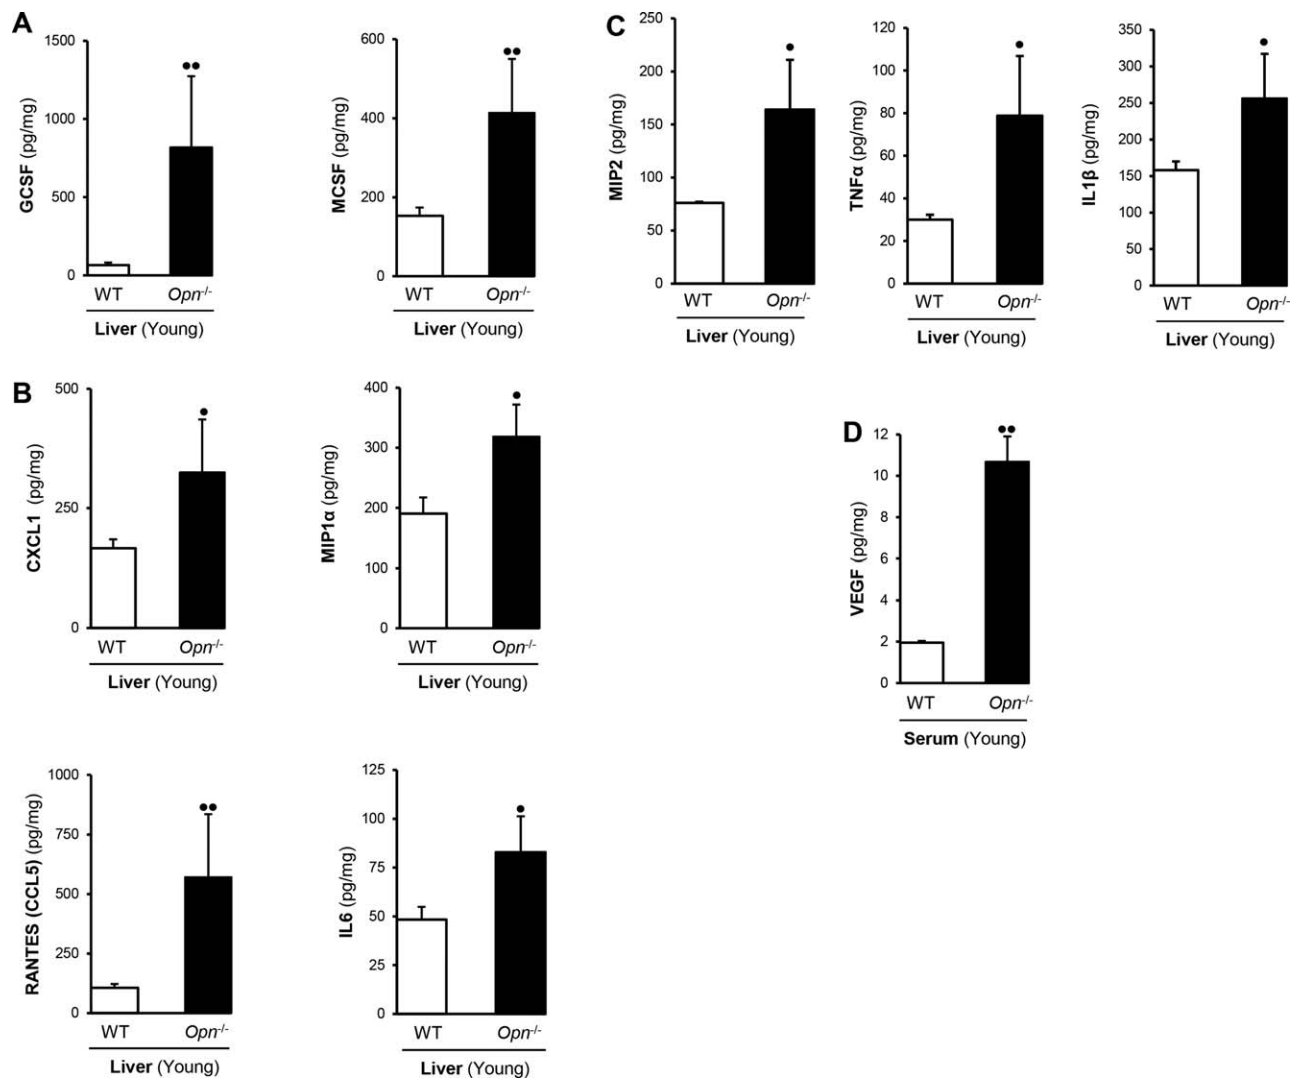 A
GCSF (pg/mg)
1500
1000
500
0
WT Opn-/-
Liver (Young)
MCSF (pg/mg)
600
400
200
0
WT Opn-/-
Liver (Young)
B
CXCL1 (pg/mg)
500
250
0
WT Opn-/-
Liver (Young)
MIP1α (pg/mg)
400
300
200
100
0
WT Opn-/-
Liver (Young)
RANTES (CCL5) (pg/mg)
1000
750
500
250
0
WT Opn-/-
Liver (Young)
IL6 (pg/mg)
125
100
75
50
25
0
WT Opn-/-
Liver (Young)
C
MIP2 (pg/mg)
250
200
150
100
50
0
WT Opn-/-
Liver (Young)
TNFα (pg/mg)
120
100
80
60
40
20
0
WT Opn-/-
Liver (Young)
IL1β (pg/mg)
350
300
250
200
150
100
50
0
WT Opn-/-
Liver (Young)
D
VEGF (pg/mg)
12
10
8
6
4
2
0
WT Opn-/-
Serum (Young)